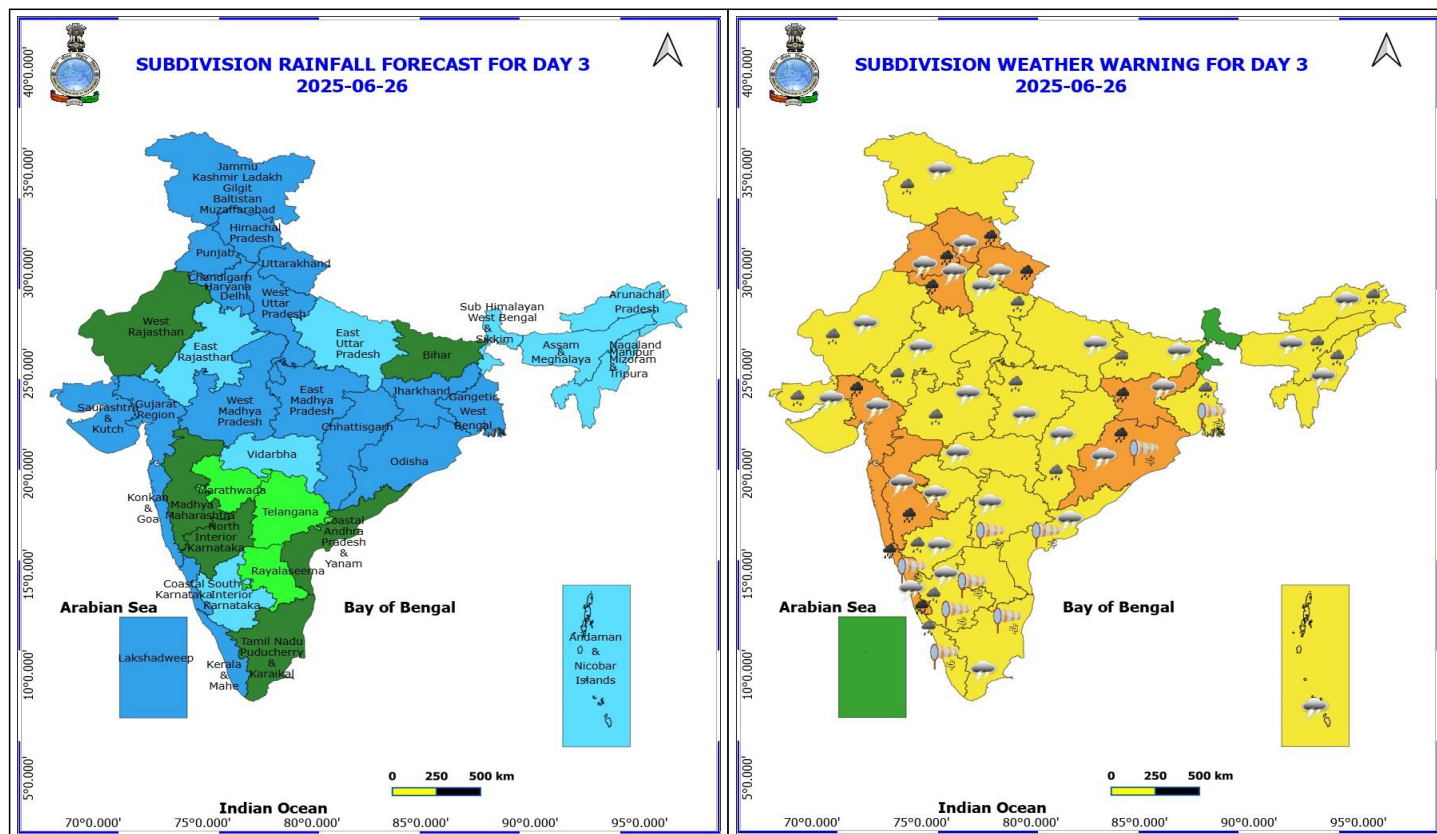 SUBDIVISION RAINFALL FORECAST FOR DAY 3
2025-06-26
40°0.000'
35°0.000'
30°0.000'
25°0.000'
20°0.000'
15°0.000'
10°0.000'
5°0.000'
Jammu
Kashmir Ladakh
Gilgit
Baltistan
Muzaffarabad
Himachal
Pradesh
Punjab
Uttarakhand
Chandigarh
Haryana
Delhi
West
Uttar
Pradesh
West
Rajasthan
East
Rajasthan
East
Uttar
Pradesh
Bihar
Sub Himalayan
West Bengal
&
Sikkim
Arunachal
Pradesh
Assam
&
Meghalaya
Nagaland
Manipur
Mizoram
&
Tripura
Saurashtra
&
Kutch
Gujarat
Region
West
Madhya
Pradesh
East
Madhya
Pradesh
Jharkhand
Gangetic
West
Bengal
Chhattisgarh
Odisha
Vidarbha
Konkan
&
Goa
Madhya
Maharashtra
Marathwada
Telangana
North
Interior
Karnataka
Coastal
Andhra
Pradesh
&
Yanam
Rayalaseema
Coastal
Karnataka
South
Interior
Karnataka
Tamil Nadu
Puducherry
&
Karaikal
Kerala
&
Mahe
Lakshadweep
Andaman
&
Nicobar
Islands
Arabian Sea
Bay of Bengal
Indian Ocean
0 250 500 km
70°0.000' 75°0.000' 80°0.000' 85°0.000' 90°0.000' 95°0.000'
SUBDIVISION WEATHER WARNING FOR DAY 3
2025-06-26
40°0.000'
35°0.000'
30°0.000'
25°0.000'
20°0.000'
15°0.000'
10°0.000'
5°0.000'
Arabian Sea
Bay of Bengal
Indian Ocean
0 250 500 km
70°0.000' 75°0.000' 80°0.000' 85°0.000' 90°0.000' 95°0.000'